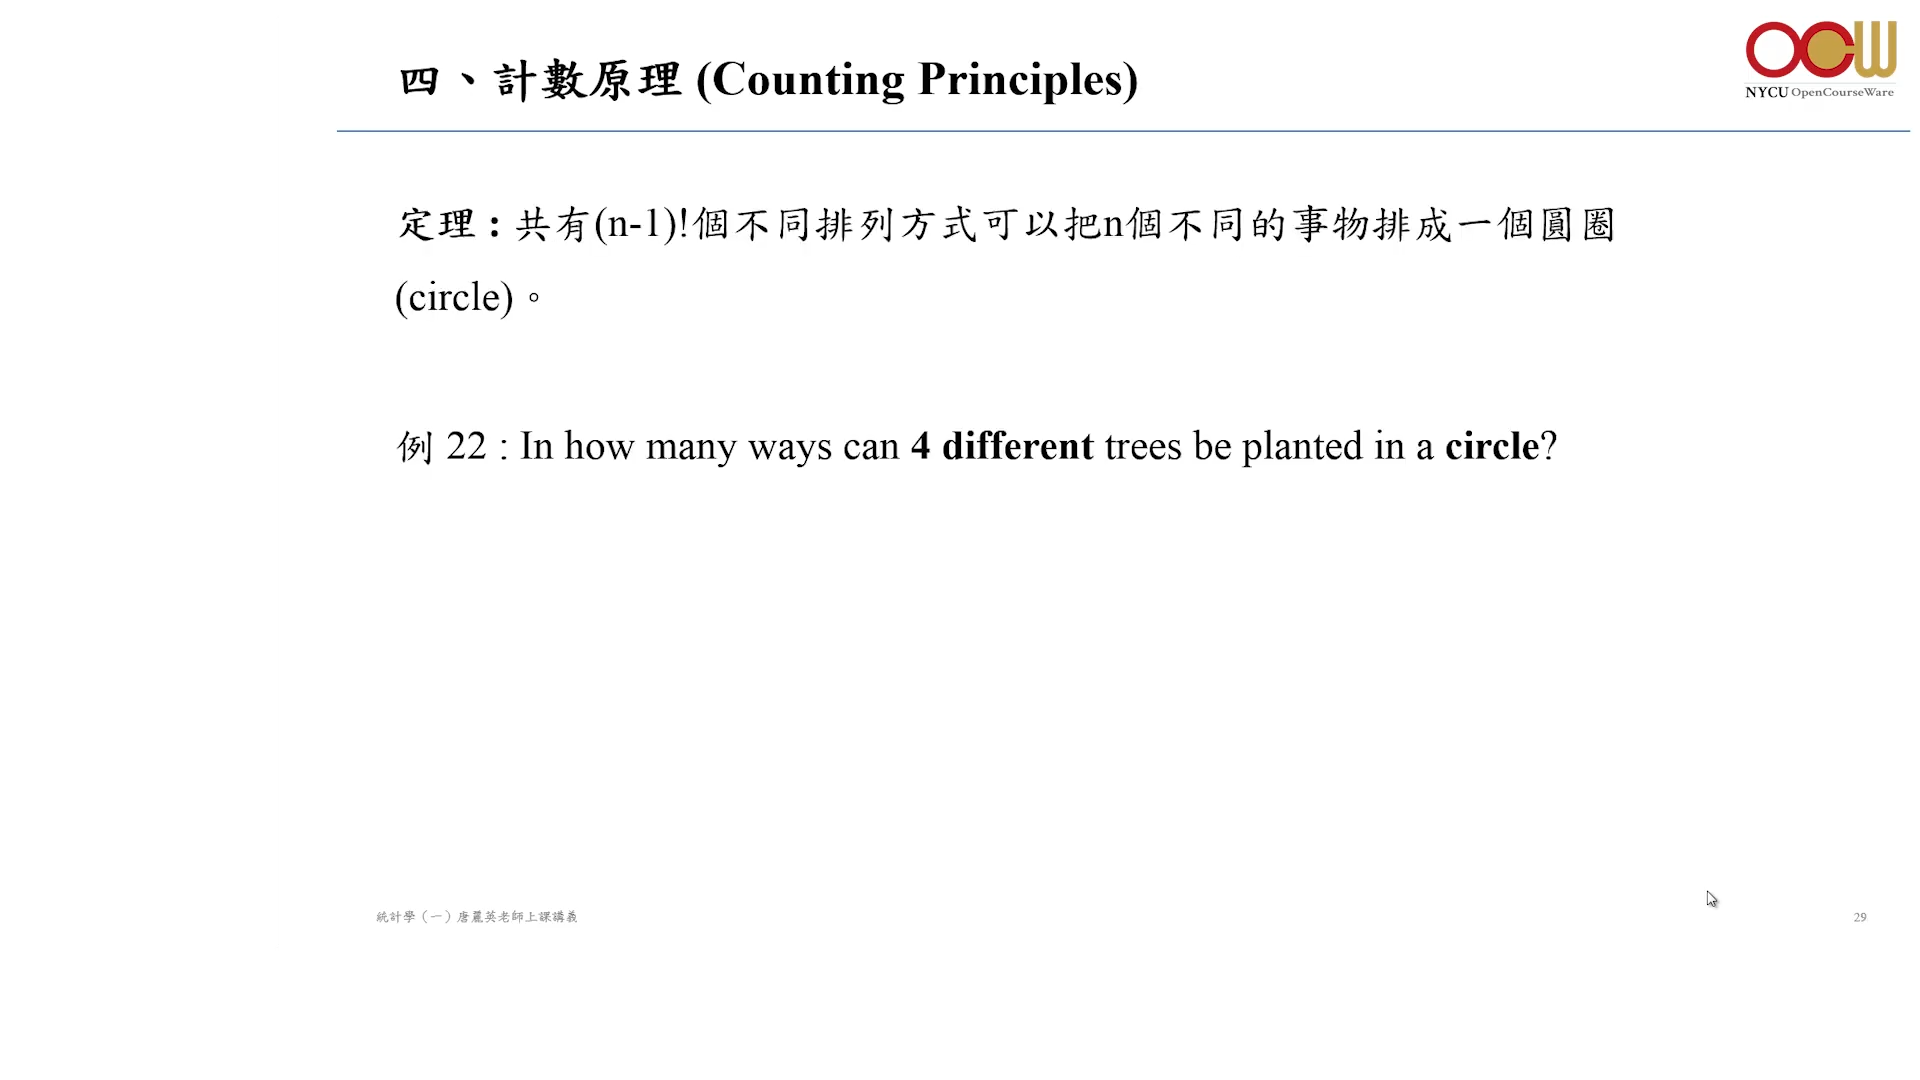 四、計數原理 (Counting Principles)
OCW
NYCU OpenCourseWare
定理 : 共有(n-1)!個不同排列方式可以把n個不同的事物排成一個圓圈
(circle)。
例 22 : In how many ways can 4 different trees be planted in a circle?
統計學（一）唐麗英老師上課講義
29